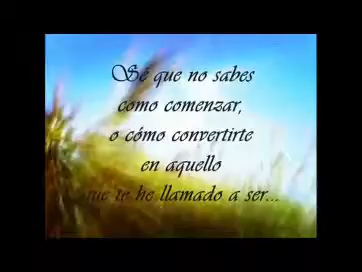 Sé que no sabes
como comenzar,
o cómo convertirte
en aquello
que te he llamado a ser...